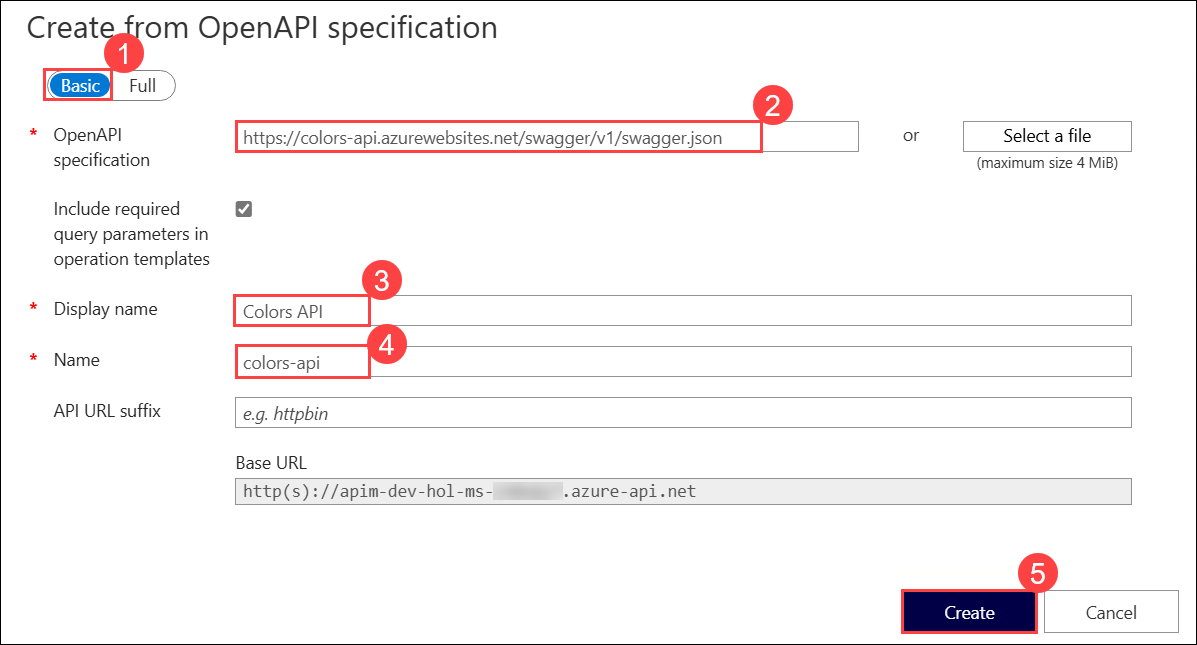 Create from OpenAPI specification
1
Basic Full
2
* OpenAPI specification
https://colors-api.azurewebsites.net/swagger/v1/swagger.json
or
Select a file
(maximum size 4 MiB)
Include required
query parameters in
operation templates
3
* Display name
Colors API
4
* Name
colors-api
API URL suffix
e.g. httpbin
Base URL
http(s)://apim-dev-hol-ms- .azure-api.net
5
Create
Cancel